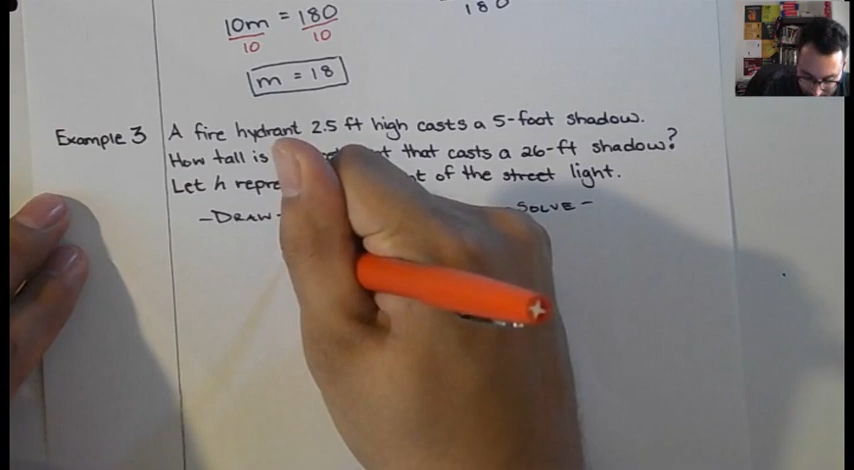 10m = 180
10 10
180
m = 18
Example 3 A fire hydrant 2.5 ft high casts a 5-foot shadow.
How tall is that casts a 26-ft shadow?
Let h of the street light.
-DRAW- SOLVE-